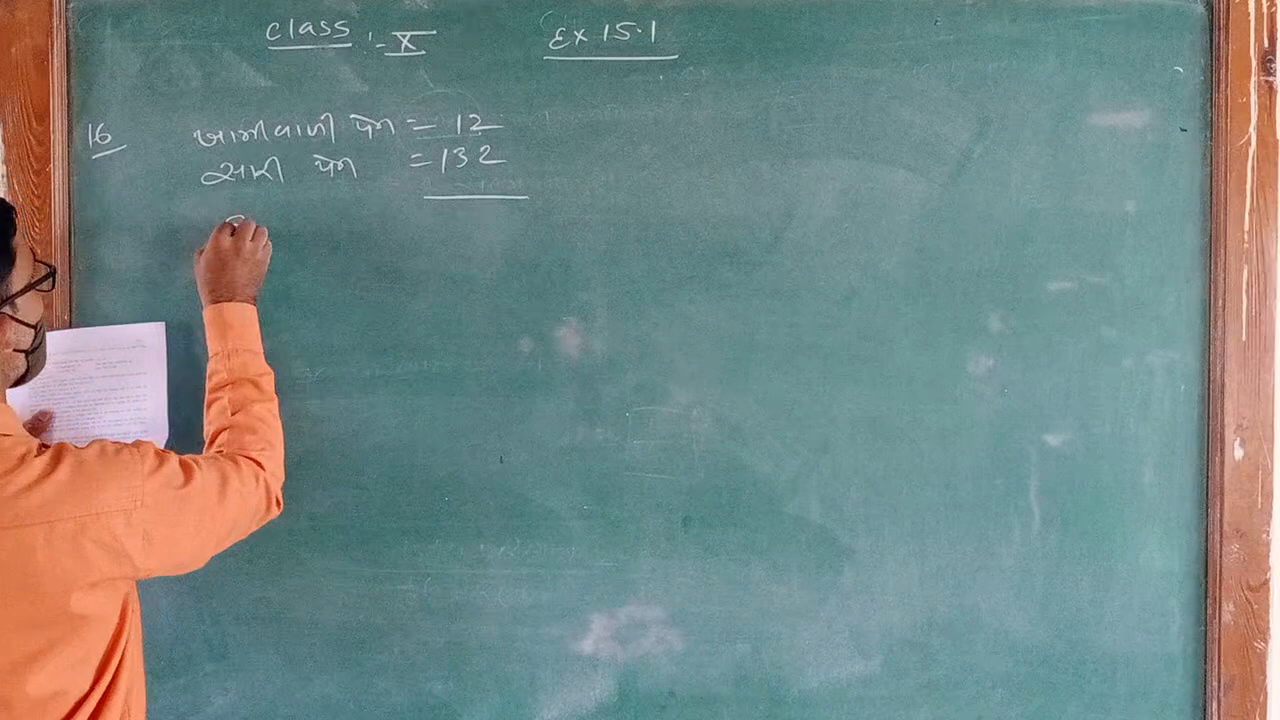 Class :- X
Ex 15.1
16 ખામીવાળી પેન = 12
સારી પેન = 132